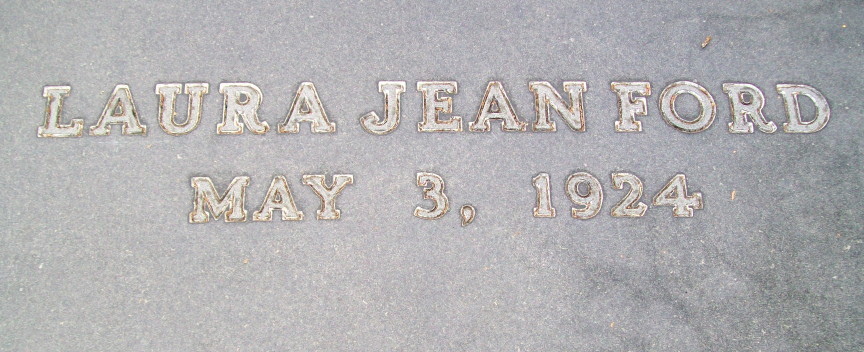 LAURA JEAN FORD
MAY 3, 1924